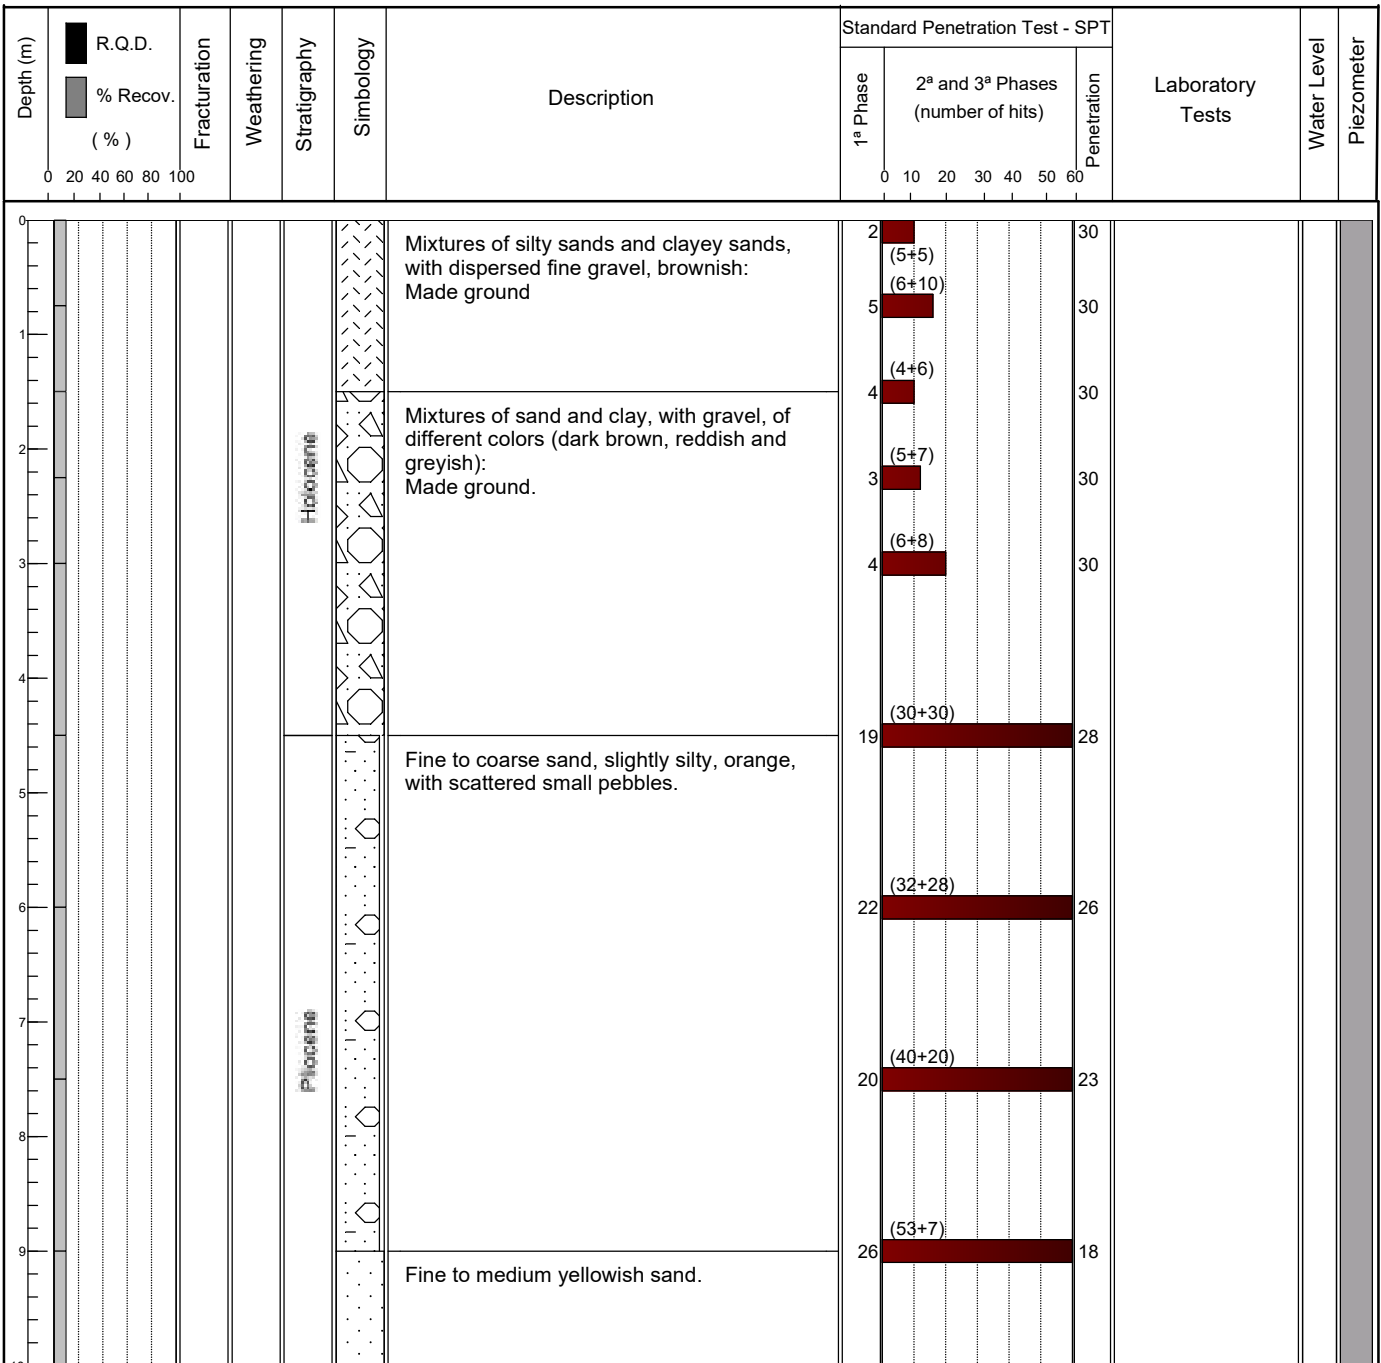 Depth (m)
R.Q.D.
% Recov.
( % )
0 20 40 60 80 100
Fracturation
Weathering
Stratigraphy
Simbology
Description
Standard Penetration Test - SPT
1ª Phase
2ª and 3ª Phases
(number of hits)
0 10 20 30 40 50 60
Penetration
Laboratory
Tests
Water Level
Piezometer
0
Mixtures of silty sands and clayey sands,
with dispersed fine gravel, brownish:
Made ground
2 30
(5+5)
(6+10)
5 30
1
(4+6)
4 30
Mixtures of sand and clay, with gravel, of
different colors (dark brown, reddish and
greyish):
Made ground.
Holocene
2
(5+7)
3 30
(6+8)
3
4 30
4
(30+30)
19 28
Fine to coarse sand, slightly silty, orange,
with scattered small pebbles.
5
(32+28)
6
22 26
7
Pliocene
(40+20)
20 23
8
(53+7)
9
26 18
Fine to medium yellowish sand.